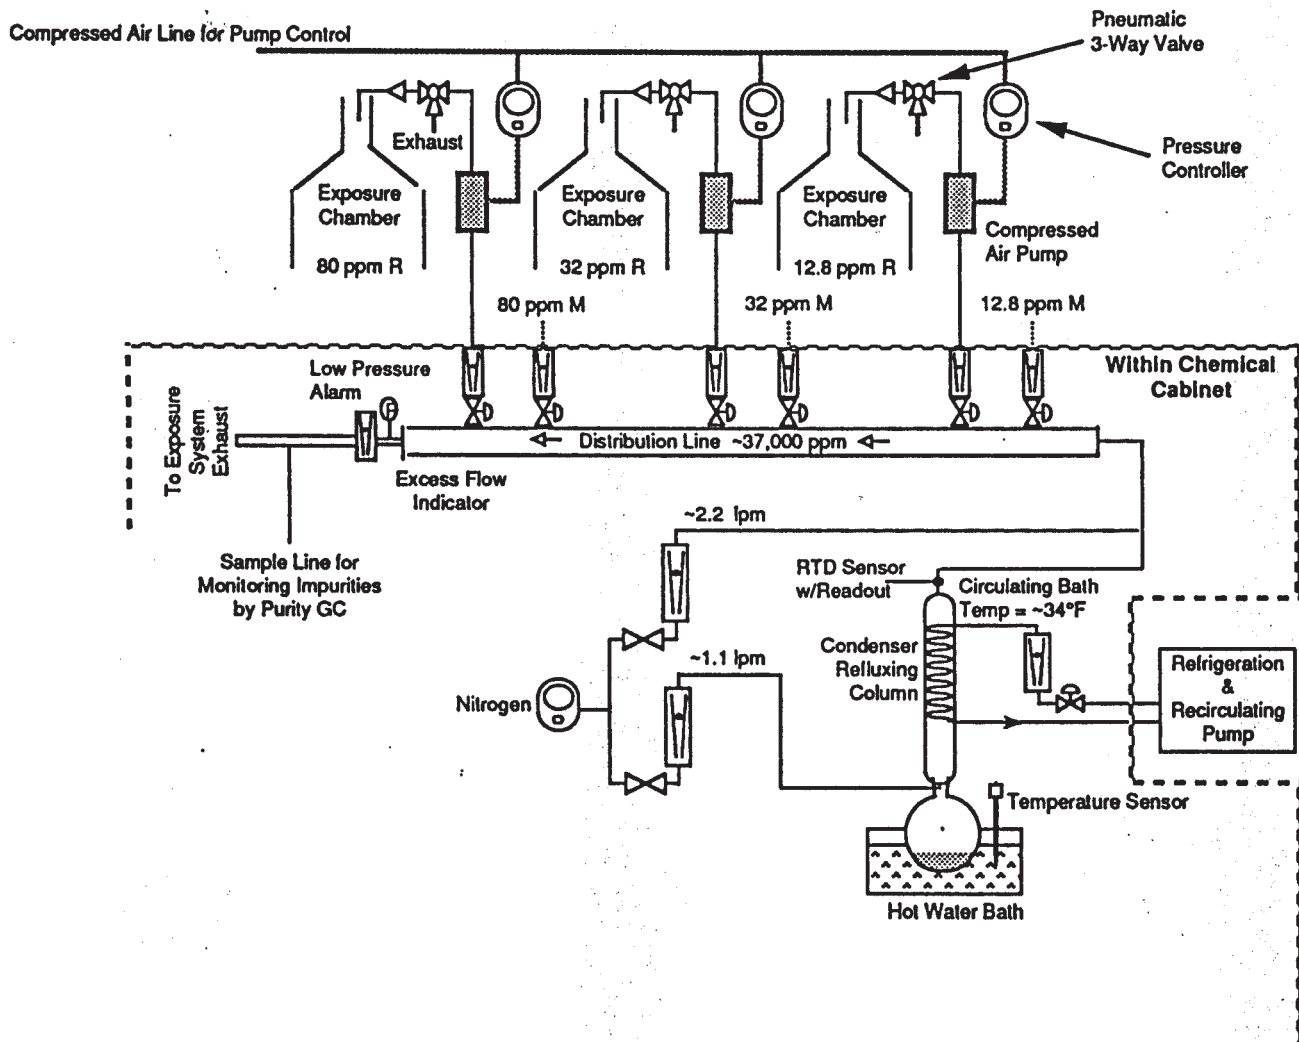 Compressed Air Line for Pump Control
Pneumatic
3-Way Valve
Exhaust
Pressure
Controller
Exposure
Chamber
80 ppm R
Exposure
Chamber
32 ppm R
Exposure
Chamber
12.8 ppm R
Compressed
Air Pump
80 ppm M
32 ppm M
12.8 ppm M
Within Chemical
Cabinet
Low Pressure
Alarm
To Exposure
System
Exhaust
Distribution Line ~37,000 ppm
Excess Flow
Indicator
~2.2 lpm
Sample Line for
Monitoring Impurities
by Purity GC
RTD Sensor
w/Readout
Circulating Bath
Temp = ~34°F
~1.1 lpm
Condenser
Refluxing
Column
Refrigeration
&
Recirculating
Pump
Nitrogen
Temperature Sensor
Hot Water Bath